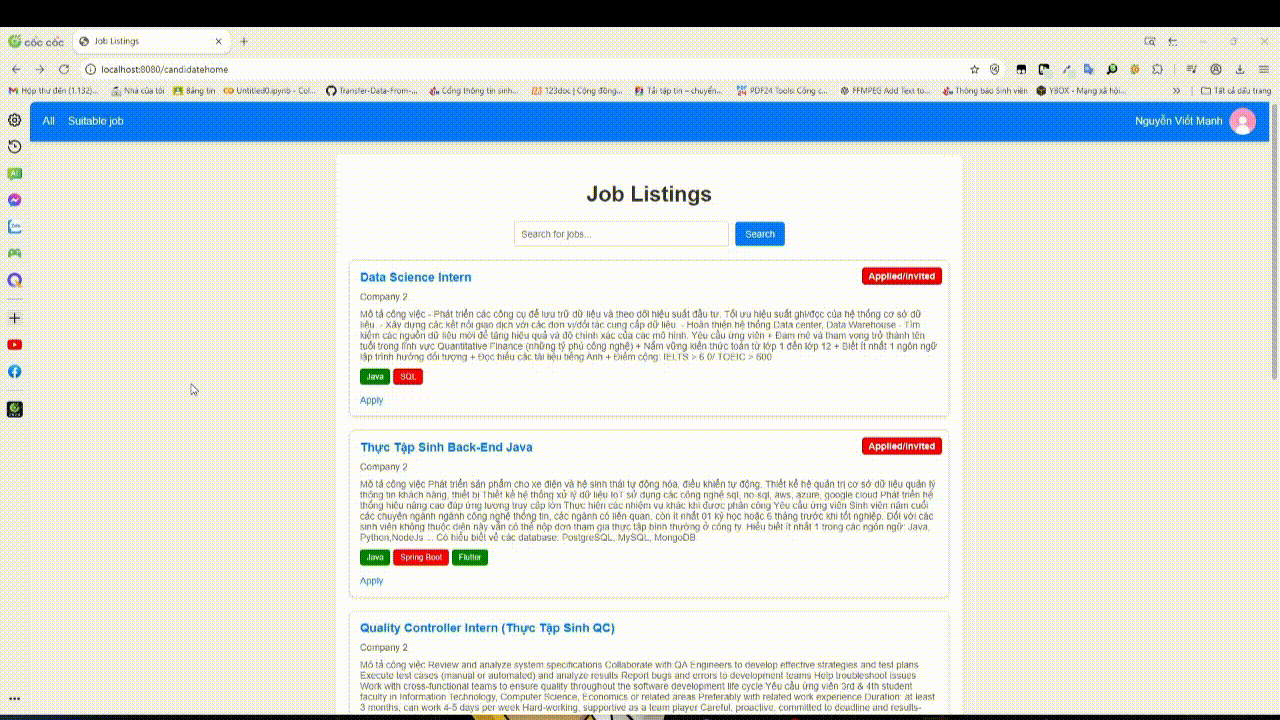 cốc cốc
Job Listings
localhost:8080/candidatehome
Hộp thư đến (1.132)...
Nhà của tôi
Bảng tin
Untitled0.ipynb - Col...
Transfer-Data-From-...
Cổng thông tin sinh...
123doc | Cộng đồng...
Tải tập tin – chuyển...
PDF24 Tools: Công c...
FFMPEG Add Text to...
Thông báo Sinh viên
YBOX - Mạng xã hội...
Tất cả dấu trang
All Suitable job
Nguyễn Viết Mạnh
Job Listings
Search for jobs...
Search
Data Science Intern
Applied/Invited
Company 2
Mô tả công việc - Phát triển các công cụ để lưu trữ dữ liệu và theo dõi hiệu suất đầu tư. Tối ưu hiệu suất ghi/đọc của hệ thống cơ sở dữ
liệu. - Xây dựng các kết nối giao dịch với các đơn vị/đối tác cung cấp dữ liệu. - Hoàn thiện hệ thống Data center, Data Warehouse - Tìm
kiếm các nguồn dữ liệu mới để tăng hiệu quả và độ chính xác của các mô hình. Yêu cầu ứng viên + Đam mê và tham vọng trở thành tên
tuổi trong lĩnh vực Quantitative Finance (những tỷ phú công nghệ) + Nắm vững kiến thức toán từ lớp 1 đến lớp 12 + Biết ít nhất 1 ngôn ngữ
lập trình hướng đối tượng + Đọc hiểu các tài liệu tiếng Anh + Điểm cộng: IELTS > 6.0/ TOEIC > 600
Java SQL
Apply
Thực Tập Sinh Back-End Java
Applied/Invited
Company 2
Mô tả công việc Phát triển sản phẩm cho xe điện và hệ sinh thái tự động hóa, điều khiển tự động. Thiết kế hệ quản trị cơ sở dữ liệu quản lý
thông tin khách hàng, thiết bị Thiết kế hệ thống xử lý dữ liệu IoT sử dụng các công nghệ sql, no-sql, aws, azure, google cloud Phát triển hệ
thống hiệu năng cao đáp ứng lượng truy cập lớn Thực hiện các nhiệm vụ khác khi được phân công Yêu cầu ứng viên Sinh viên năm cuối
các chuyên ngành ngành công nghệ thông tin, các ngành có liên quan, còn ít nhất 01 kỳ học hoặc 6 tháng trước khi tốt nghiệp. Đối với các
sinh viên không thuộc diện này vẫn có thể nộp đơn tham gia thực tập bình thường ở công ty. Hiểu biết ít nhất 1 trong các ngôn ngữ: Java,
Python,NodeJs ... Có hiểu biết về các database: PostgreSQL, MySQL, MongoDB
Java Spring Boot Flutter
Apply
Quality Controller Intern (Thực Tập Sinh QC)
Company 2
Mô tả công việc Review and analyze system specifications Collaborate with QA Engineers to develop effective strategies and test plans
Execute test cases (manual or automated) and analyze results Report bugs and errors to development teams Help troubleshoot issues
Work with cross-functional teams to ensure quality throughout the software development life cycle Yêu cầu ứng viên 3rd & 4th student
faculty in Information Technology, Computer Science, Economics or related areas Preferably with related work experience Duration: at least
3 months, can work 4-5 days per week Hard-working, supportive as a team player Careful, proactive, committed to deadline and results-